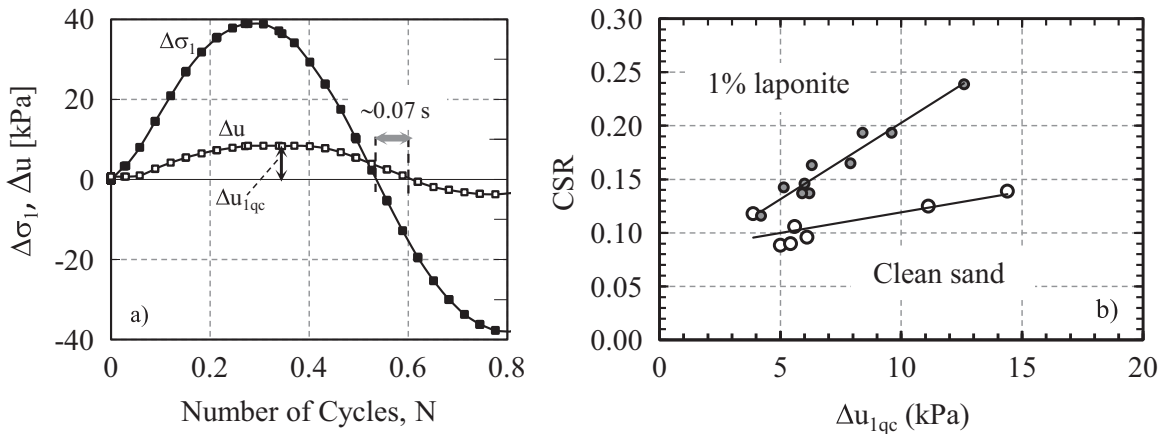 40
20
0
-20
-40
Δσ₁, Δu [kPa]
Δσ₁
~0.07 s
Δu
Δu₁qc
a)
0 0.2 0.4 0.6 0.8
Number of Cycles, N
0.30
0.25
0.20
0.15
0.10
0.05
0.00
CSR
1% laponite
Clean sand
b)
0 5 10 15 20
Δu₁qc (kPa)